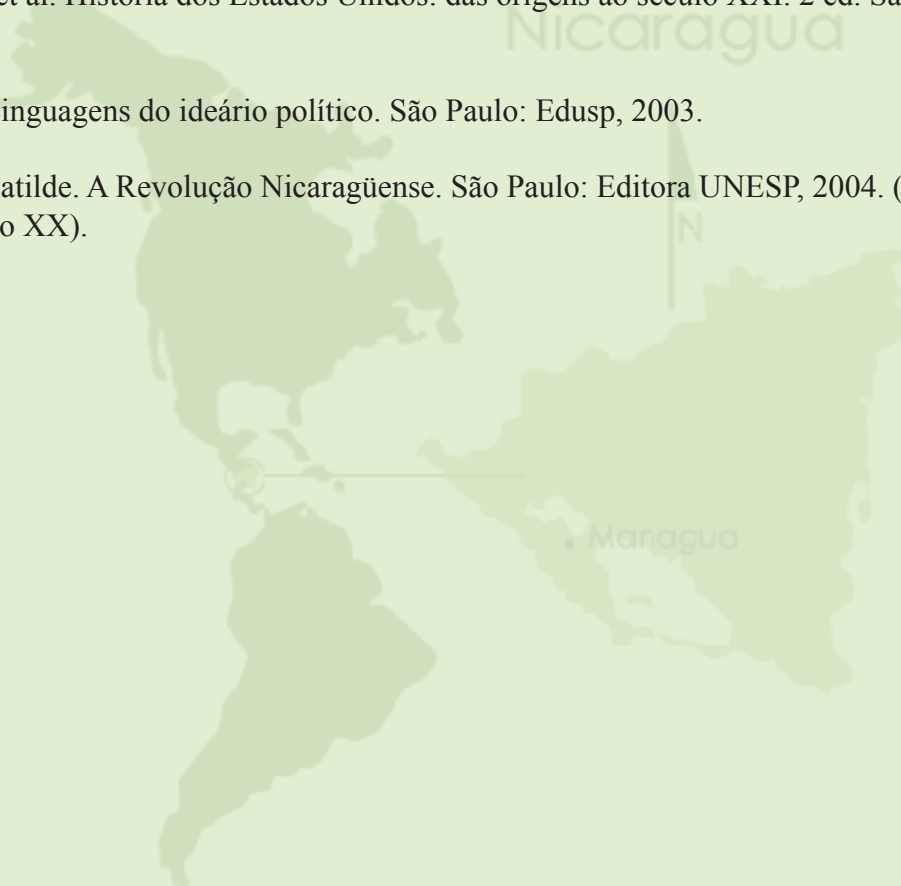 et al. História dos Estados Unidos: das origens ao século XXI. 2 ed.
Nicaragua
inguagens do ideário político. São Paulo: Edusp, 2003.
atilde. A Revolução Nicaragüense. São Paulo: Editora UNESP, 2004. (
o XX).
N
Managua